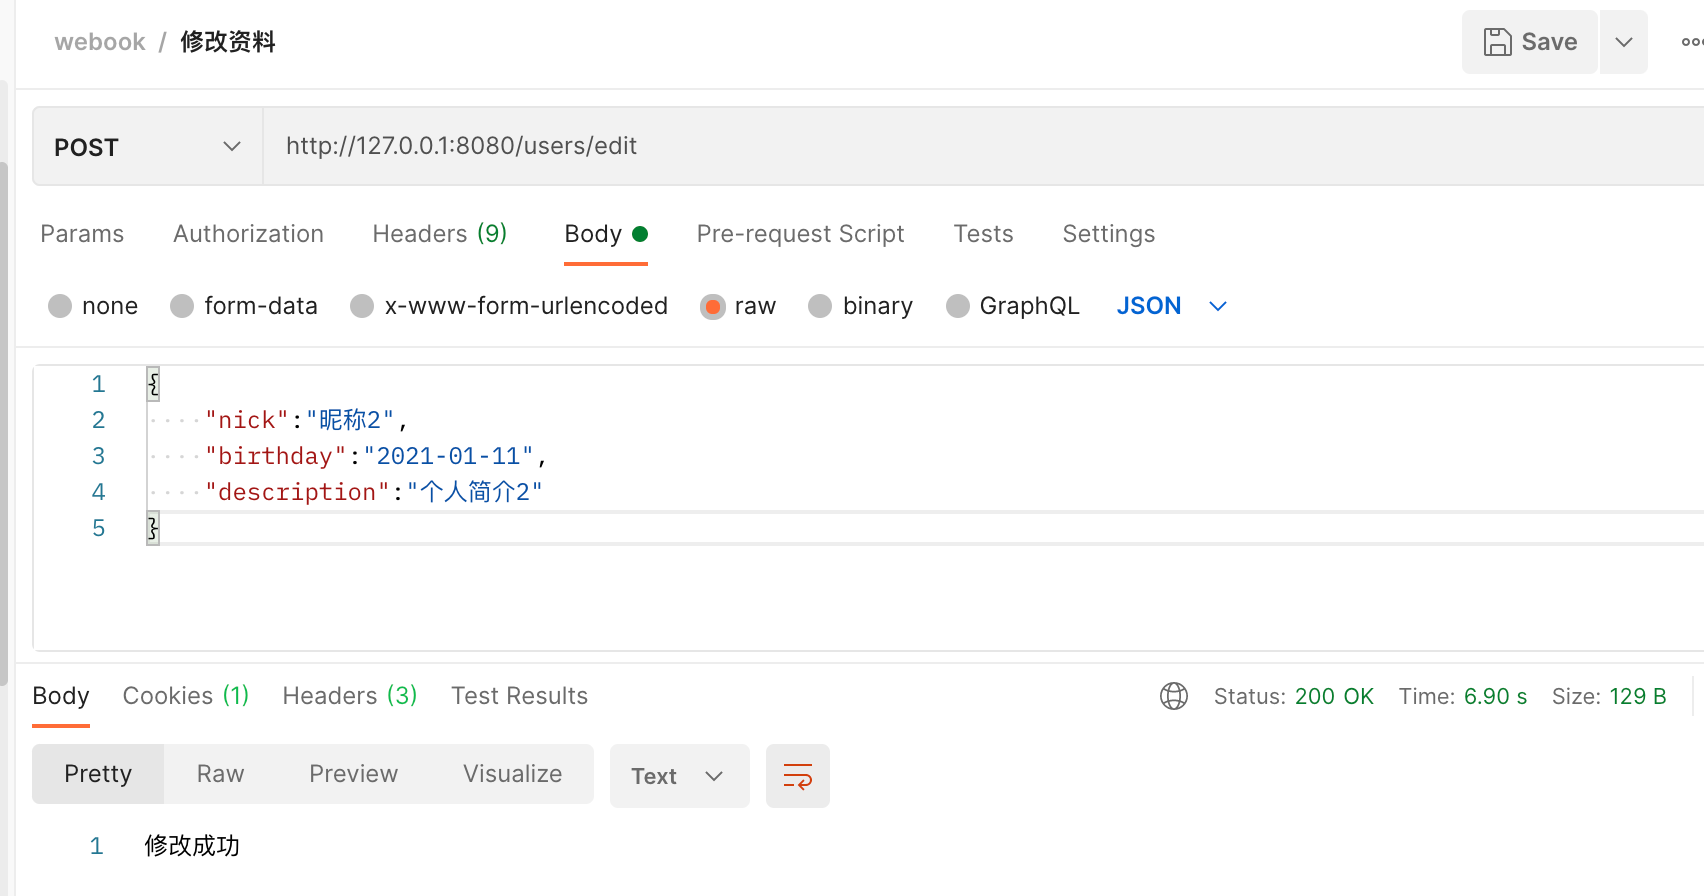 webook / 修改资料
Save
POST
http://127.0.0.1:8080/users/edit
Params Authorization Headers (9) Body Pre-request Script Tests Settings
none form-data x-www-form-urlencoded raw binary GraphQL JSON
1 {
2 "nick":"昵称2",
3 "birthday":"2021-01-11",
4 "description":"个人简介2"
5 }
Body Cookies (1) Headers (3) Test Results Status: 200 OK Time: 6.90 s Size: 129 B
Pretty Raw Preview Visualize Text
1 修改成功